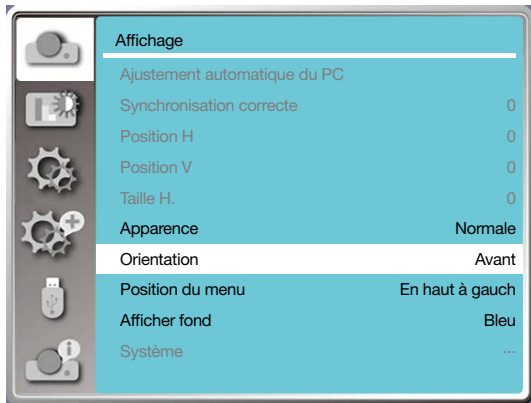 Affichage
Ajustement automatique du PC
Synchronisation correcte 0
Position H 0
Position V 0
Taille H. 0
Apparence Normale
Orientation Avant
Position du menu En haut à gauch
Afficher fond Bleu
Système ...